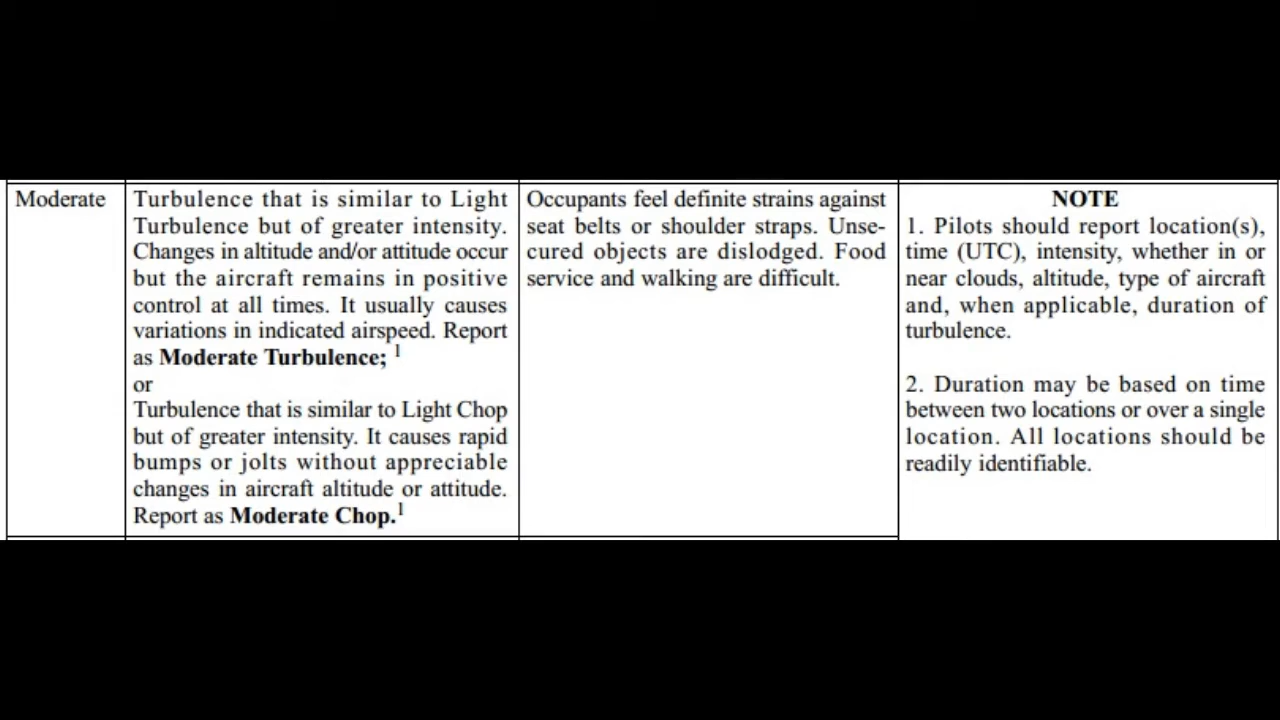 Moderate
Turbulence that is similar to Light
Turbulence but of greater intensity.
Changes in altitude and/or attitude occur
but the aircraft remains in positive
control at all times. It usually causes
variations in indicated airspeed. Report
as Moderate Turbulence; 1
or
Turbulence that is similar to Light Chop
but of greater intensity. It causes rapid
bumps or jolts without appreciable
changes in aircraft altitude or attitude.
Report as Moderate Chop.1
Occupants feel definite strains against
seat belts or shoulder straps. Unse-
cured objects are dislodged. Food
service and walking are difficult.
NOTE
1. Pilots should report location(s),
time (UTC), intensity, whether in or
near clouds, altitude, type of aircraft
and, when applicable, duration of
turbulence.
2. Duration may be based on time
between two locations or over a single
location. All locations should be
readily identifiable.